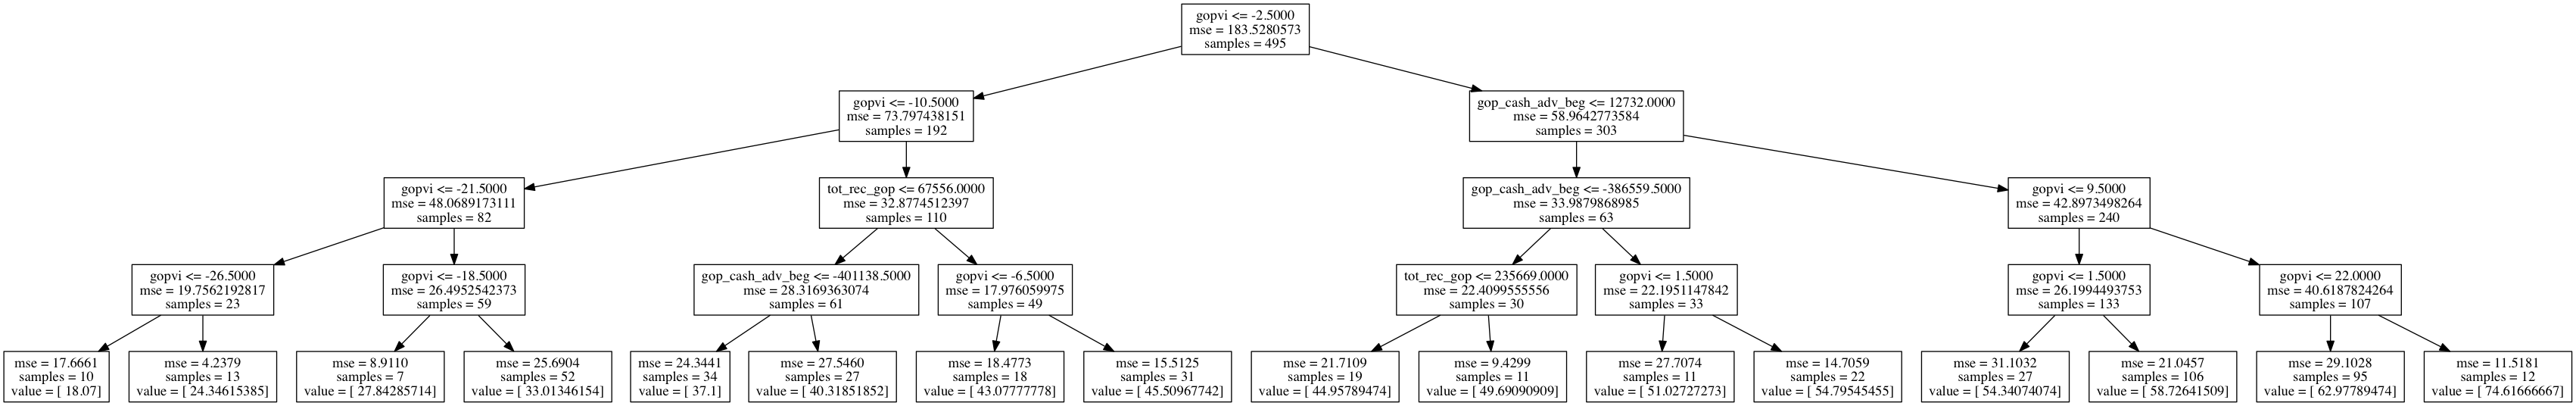 gopvi <= -2.5000
mse = 183.5280573
samples = 495
gopvi <= -10.5000
mse = 73.797438151
samples = 192
gop_cash_adv_beg <= 12732.0000
mse = 58.9642773584
samples = 303
gopvi <= -21.5000
mse = 48.0689173111
samples = 82
tot_rec_gop <= 67556.0000
mse = 32.8774512397
samples = 110
gop_cash_adv_beg <= -386559.5000
mse = 33.9879868985
samples = 63
gopvi <= 9.5000
mse = 42.8973498264
samples = 240
gopvi <= -26.5000
mse = 19.7562192817
samples = 23
gopvi <= -18.5000
mse = 26.4952542373
samples = 59
gop_cash_adv_beg <= -401138.5000
mse = 28.3169363074
samples = 61
gopvi <= -6.5000
mse = 17.976059975
samples = 49
tot_rec_gop <= 235669.0000
mse = 22.4099555556
samples = 30
gopvi <= 1.5000
mse = 22.1951147842
samples = 33
gopvi <= 1.5000
mse = 26.1994493753
samples = 133
gopvi <= 22.0000
mse = 40.6187824264
samples = 107
mse = 17.6661
samples = 10
value = [ 18.07]
mse = 4.2379
samples = 13
value = [ 24.34615385]
mse = 8.9110
samples = 7
value = [ 27.84285714]
mse = 25.6904
samples = 52
value = [ 33.01346154]
mse = 24.3441
samples = 34
value = [ 37.1]
mse = 27.5460
samples = 27
value = [ 40.31851852]
mse = 18.4773
samples = 18
value = [ 43.07777778]
mse = 15.5125
samples = 31
value = [ 45.50967742]
mse = 21.7109
samples = 19
value = [ 44.95789474]
mse = 9.4299
samples = 11
value = [ 49.69090909]
mse = 27.7074
samples = 11
value = [ 51.02727273]
mse = 14.7059
samples = 22
value = [ 54.79545455]
mse = 31.1032
samples = 27
value = [ 54.34074074]
mse = 21.0457
samples = 106
value = [ 58.72641509]
mse = 29.1028
samples = 95
value = [ 62.97789474]
mse = 11.5181
samples = 12
value = [ 74.61666667]